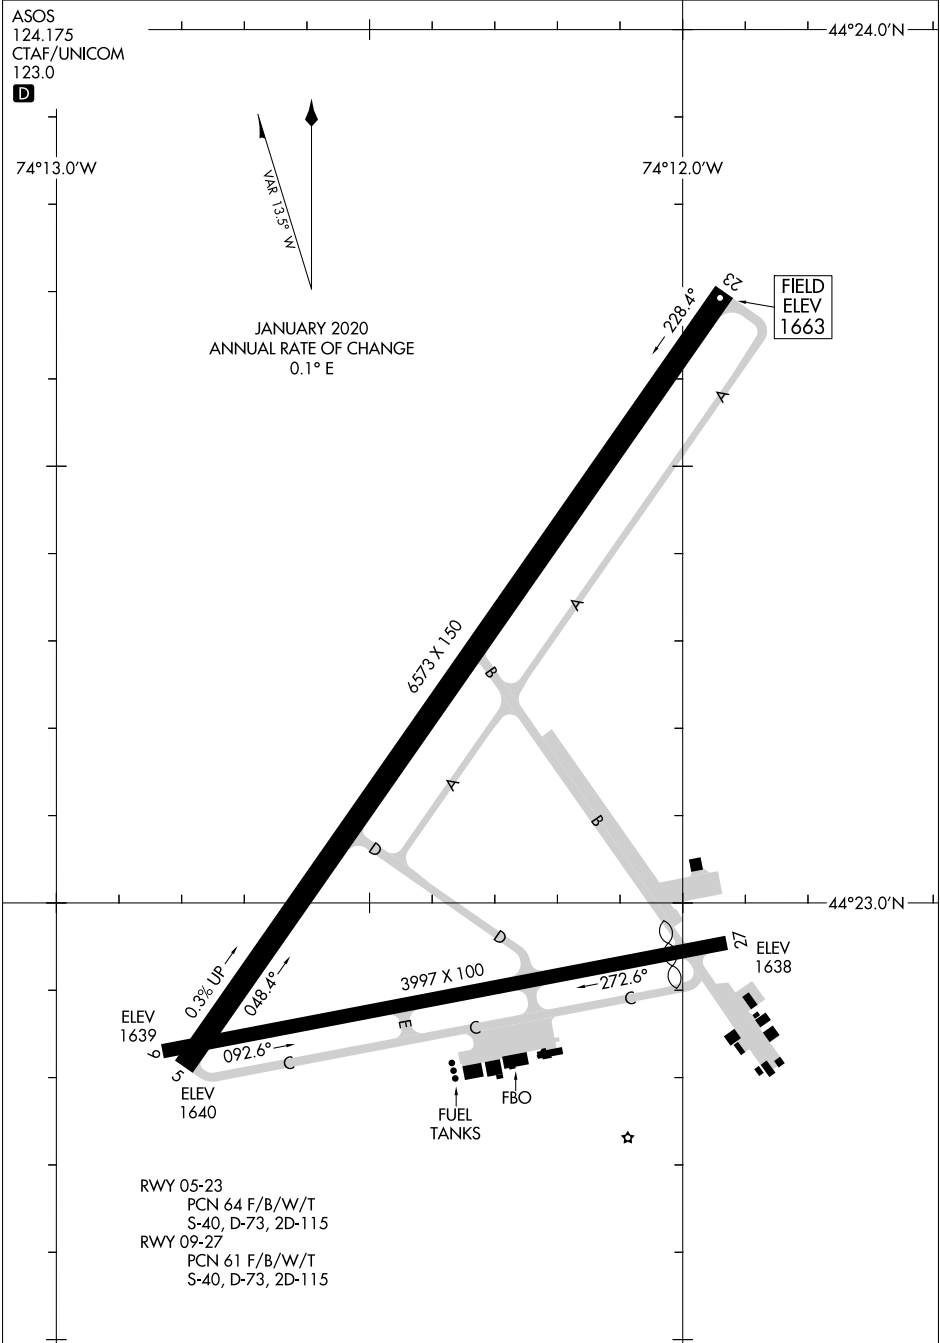 ASOS
124.175
CTAF/UNICOM
123.0
D
44°24.0'N
74°13.0'W
74°12.0'W
VAR 13.5° W
JANUARY 2020
ANNUAL RATE OF CHANGE
0.1° E
23
FIELD
ELEV
1663
228.4°
A
A
6573 X 150
B
A
B
D
44°23.0'N
D
27
ELEV
1638
3997 X 100
272.6°
0.3% UP
048.4°
C
ELEV
1639
9
E
C
092.6°
C
5
ELEV
1640
FBO
FUEL
TANKS
RWY 05-23
PCN 64 F/B/W/T
S-40, D-73, 2D-115
RWY 09-27
PCN 61 F/B/W/T
S-40, D-73, 2D-115